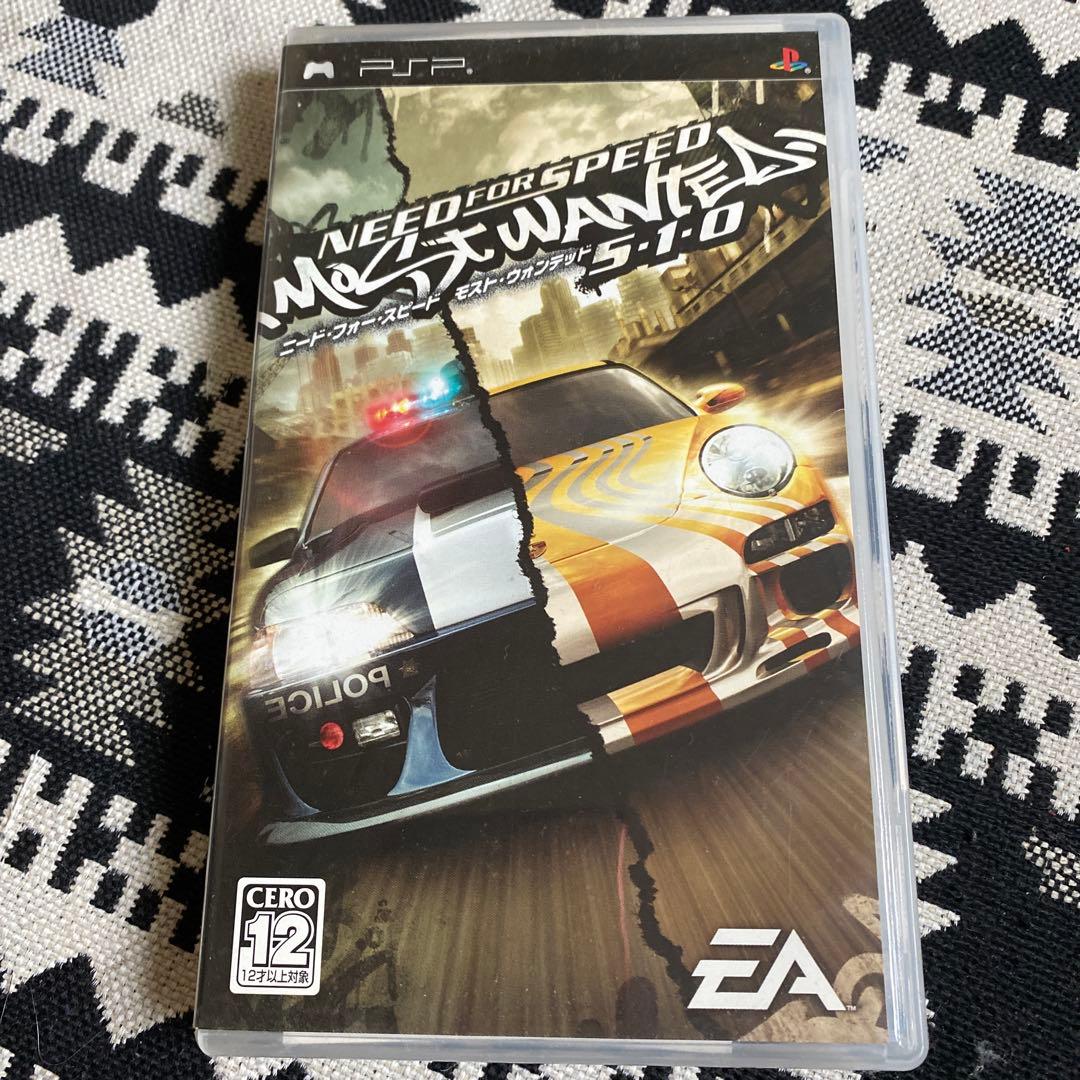 PSP
NEED FOR SPEED
MOST WANTED
5-1-0
ニード・フォー・スピード モスト・ウォンテッド
POLICE
CERO
12
12才以上対象
EA
TM